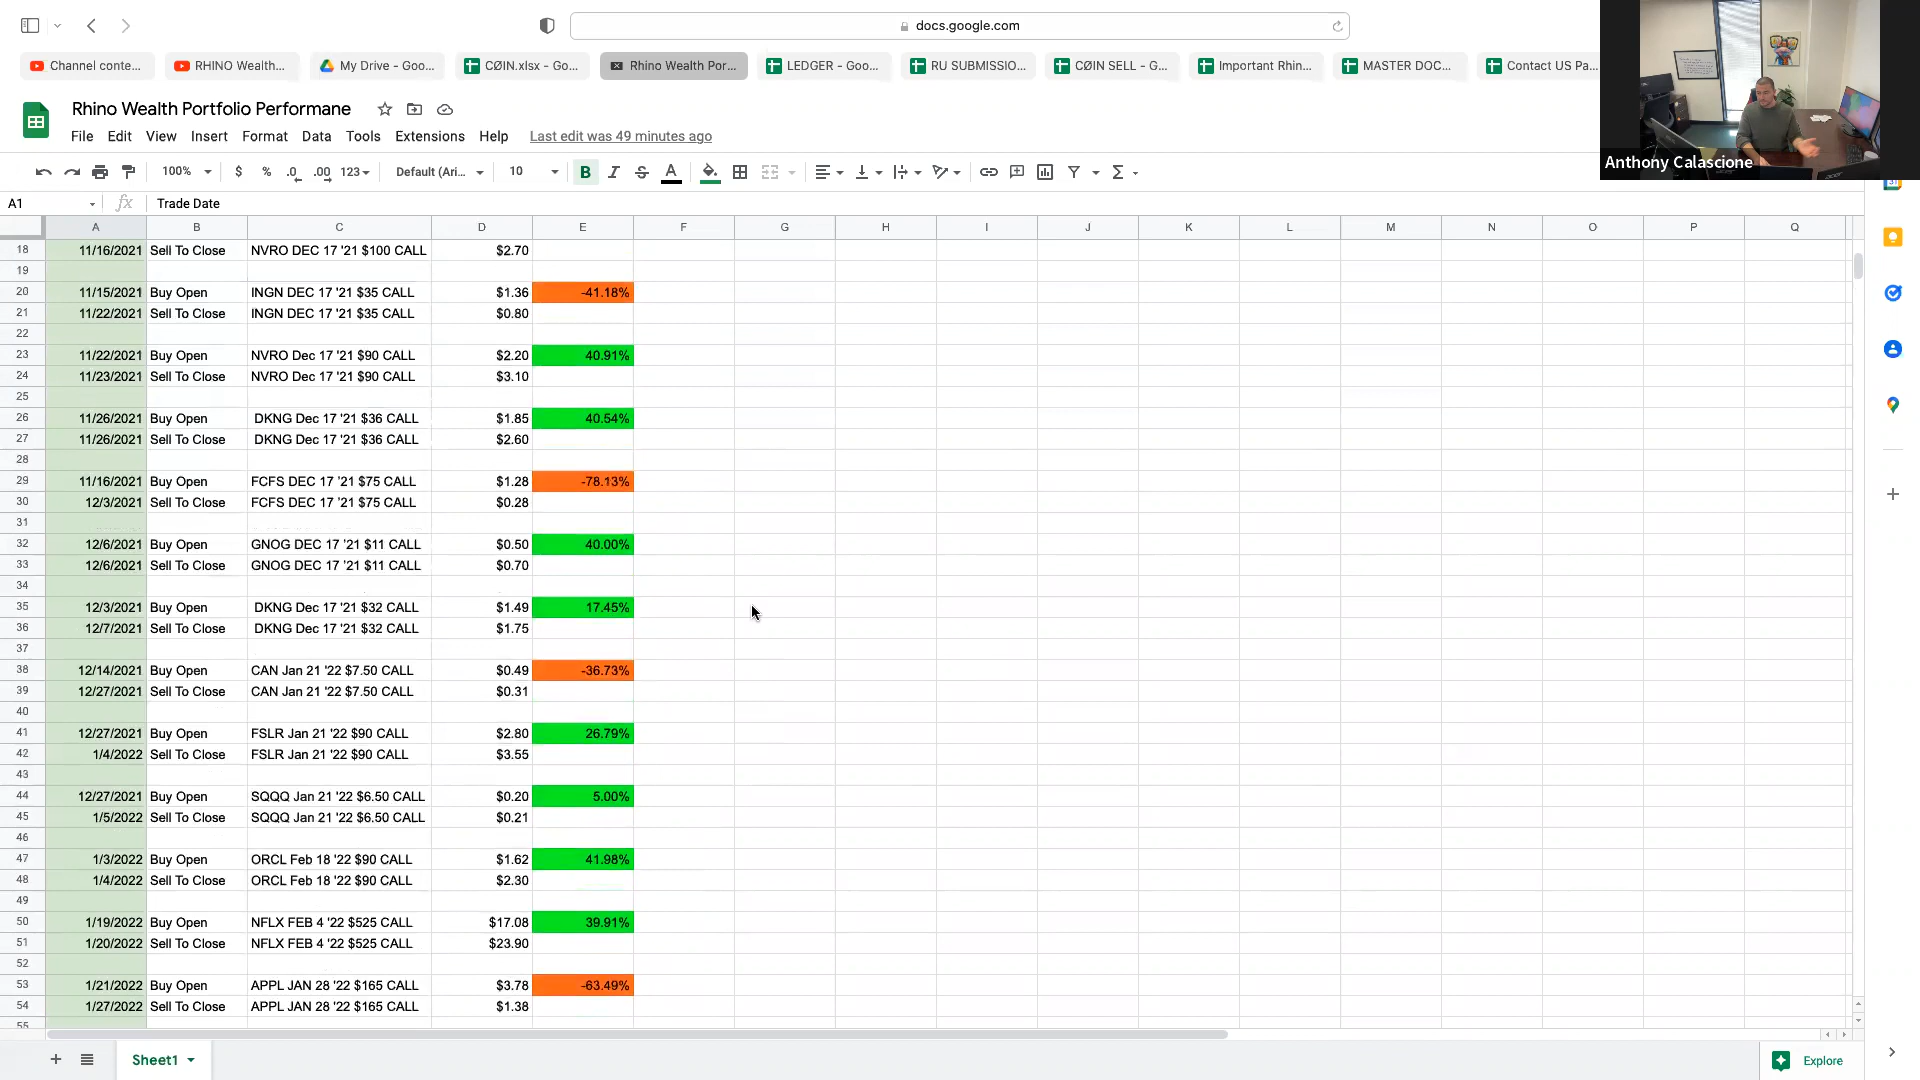 docs.google.com
Channel conte...
RHINO Wealth...
My Drive - Goo...
CØIN.xlsx - Go...
Rhino Wealth Por...
LEDGER - Goo...
RU SUBMISSIO...
CØIN SELL - G...
Important Rhin...
MASTER DOC...
Contact US Pa...
Rhino Wealth Portfolio Performane
File Edit View Insert Format Data Tools Extensions Help Last edit was 49 minutes ago
Anthony Calascione
100% $ % .0 .00 123 Default (Ari... 10 B I S A
A1 fx Trade Date
A B C D E F G H I J K L M N O P Q
18 11/16/2021 Sell To Close NVRO DEC 17 '21 $100 CALL $2.70
19
20 11/15/2021 Buy Open INGN DEC 17 '21 $35 CALL $1.36 -41.18%
21 11/22/2021 Sell To Close INGN DEC 17 '21 $35 CALL $0.80
22
23 11/22/2021 Buy Open NVRO Dec 17 '21 $90 CALL $2.20 40.91%
24 11/23/2021 Sell To Close NVRO Dec 17 '21 $90 CALL $3.10
25
26 11/26/2021 Buy Open DKNG Dec 17 '21 $36 CALL $1.85 40.54%
27 11/26/2021 Sell To Close DKNG Dec 17 '21 $36 CALL $2.60
28
29 11/16/2021 Buy Open FCFS DEC 17 '21 $75 CALL $1.28 -78.13%
30 12/3/2021 Sell To Close FCFS DEC 17 '21 $75 CALL $0.28
31
32 12/6/2021 Buy Open GNOG DEC 17 '21 $11 CALL $0.50 40.00%
33 12/6/2021 Sell To Close GNOG DEC 17 '21 $11 CALL $0.70
34
35 12/3/2021 Buy Open DKNG Dec 17 '21 $32 CALL $1.49 17.45%
36 12/7/2021 Sell To Close DKNG Dec 17 '21 $32 CALL $1.75
37
38 12/14/2021 Buy Open CAN Jan 21 '22 $7.50 CALL $0.49 -36.73%
39 12/27/2021 Sell To Close CAN Jan 21 '22 $7.50 CALL $0.31
40
41 12/27/2021 Buy Open FSLR Jan 21 '22 $90 CALL $2.80 26.79%
42 1/4/2022 Sell To Close FSLR Jan 21 '22 $90 CALL $3.55
43
44 12/27/2021 Buy Open SQQQ Jan 21 '22 $6.50 CALL $0.20 5.00%
45 1/5/2022 Sell To Close SQQQ Jan 21 '22 $6.50 CALL $0.21
46
47 1/3/2022 Buy Open ORCL Feb 18 '22 $90 CALL $1.62 41.98%
48 1/4/2022 Sell To Close ORCL Feb 18 '22 $90 CALL $2.30
49
50 1/19/2022 Buy Open NFLX FEB 4 '22 $525 CALL $17.08 39.91%
51 1/20/2022 Sell To Close NFLX FEB 4 '22 $525 CALL $23.90
52
53 1/21/2022 Buy Open APPL JAN 28 '22 $165 CALL $3.78 -63.49%
54 1/27/2022 Sell To Close APPL JAN 28 '22 $165 CALL $1.38
55
Sheet1
Explore